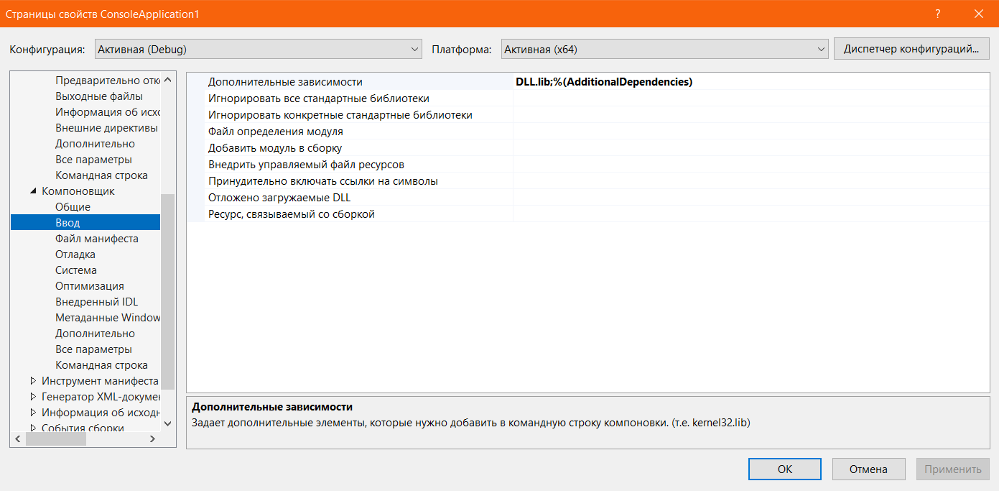 Страницы свойств ConsoleApplication1
?
Конфигурация: Активная (Debug) Платформа: Активная (x64) Диспетчер конфигураций...
Предварительно отк
Выходные файлы
Информация об исхо
Внешние директивы
Дополнительно
Все параметры
Командная строка
Компоновщик
Общие
Ввод
Файл манифеста
Отладка
Система
Оптимизация
Внедренный IDL
Метаданные Window
Дополнительно
Все параметры
Командная строка
Инструмент манифеста
Генератор XML-докумен
Информация об исходн
События сборки
Дополнительные зависимости DLL.lib;%(AdditionalDependencies)
Игнорировать все стандартные библиотеки
Игнорировать конкретные стандартные библиотеки
Файл определения модуля
Добавить модуль в сборку
Внедрить управляемый файл ресурсов
Принудительно включать ссылки на символы
Отложено загружаемые DLL
Ресурс, связываемый со сборкой
Дополнительные зависимости
Задает дополнительные элементы, которые нужно добавить в командную строку компоновки. (т.е. kernel32.lib)
ОК Отмена Применить